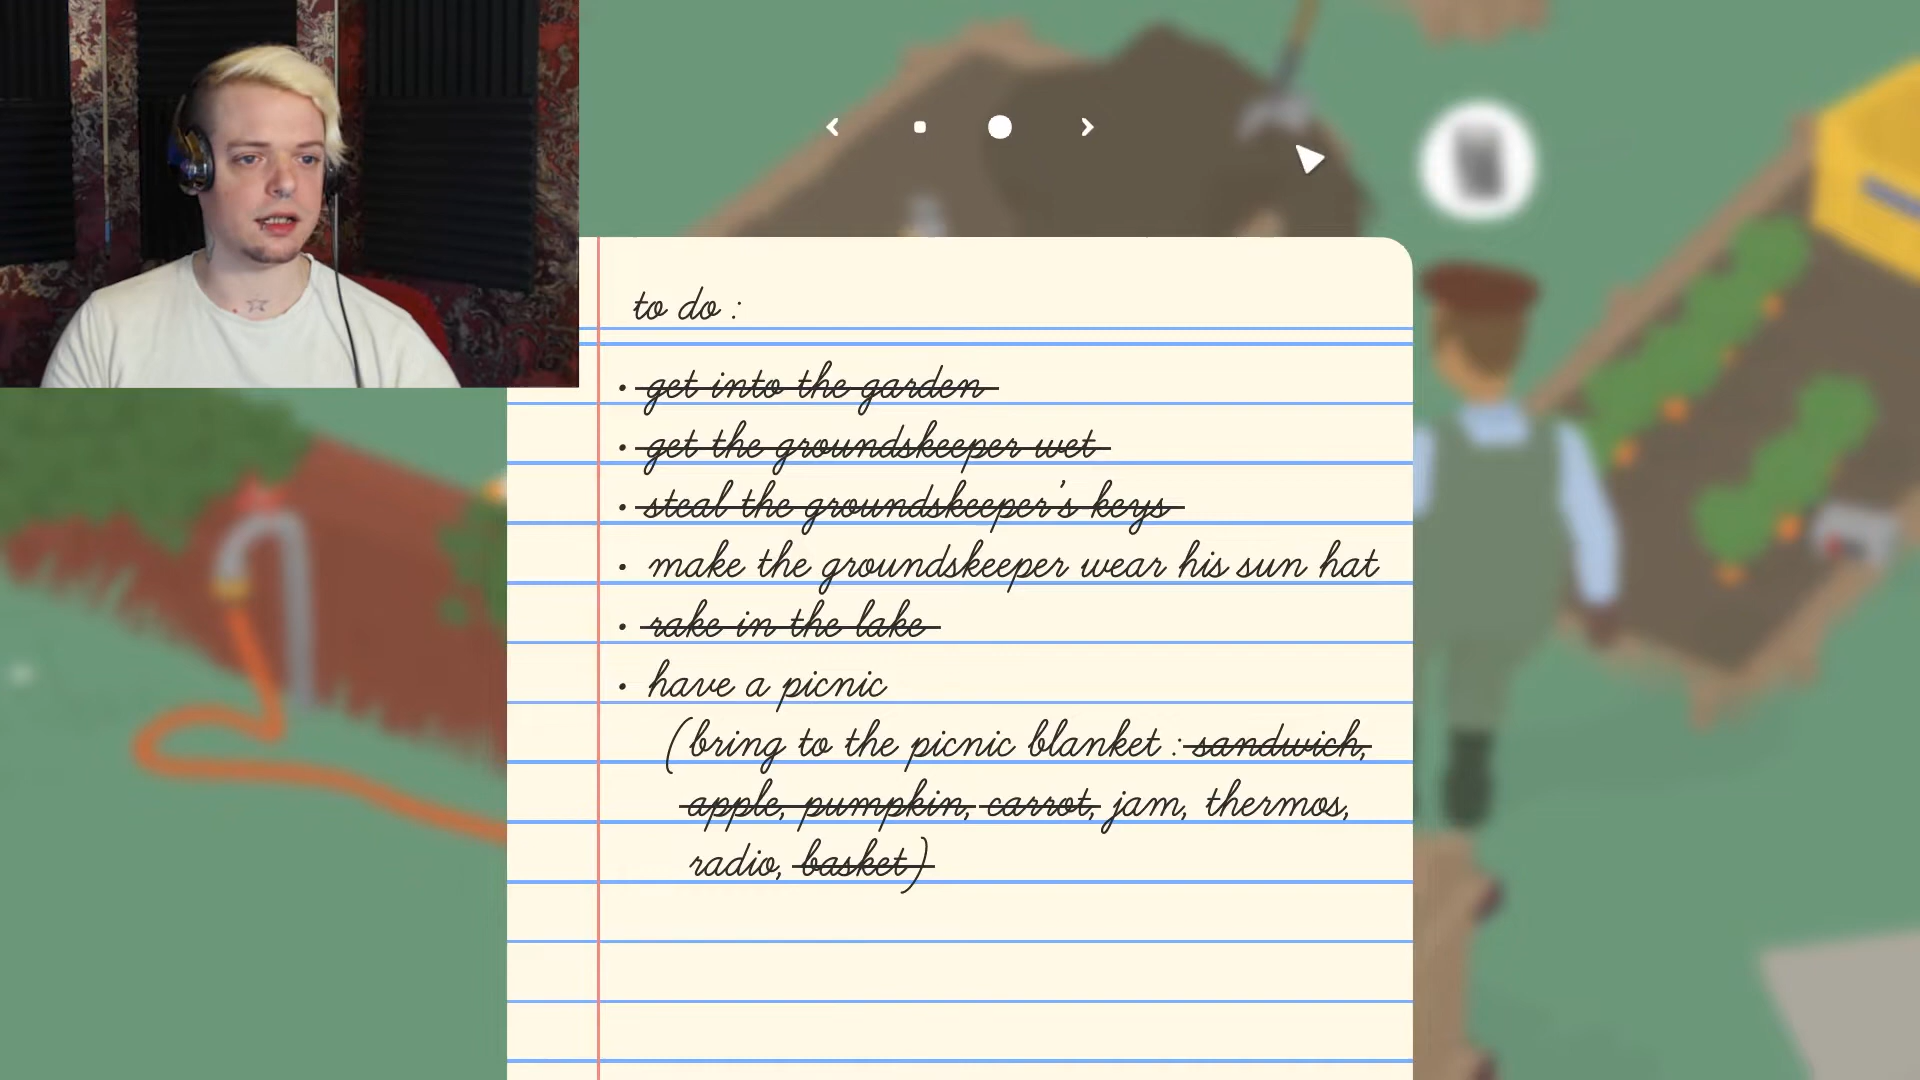 to do :
• get into the garden
• get the groundskeeper wet
• steal the groundskeeper's keys
• make the groundskeeper wear his sun hat
• rake in the lake
• have a picnic
(bring to the picnic blanket : sandwich,
apple, pumpkin, carrot, jam, thermos,
radio, basket)